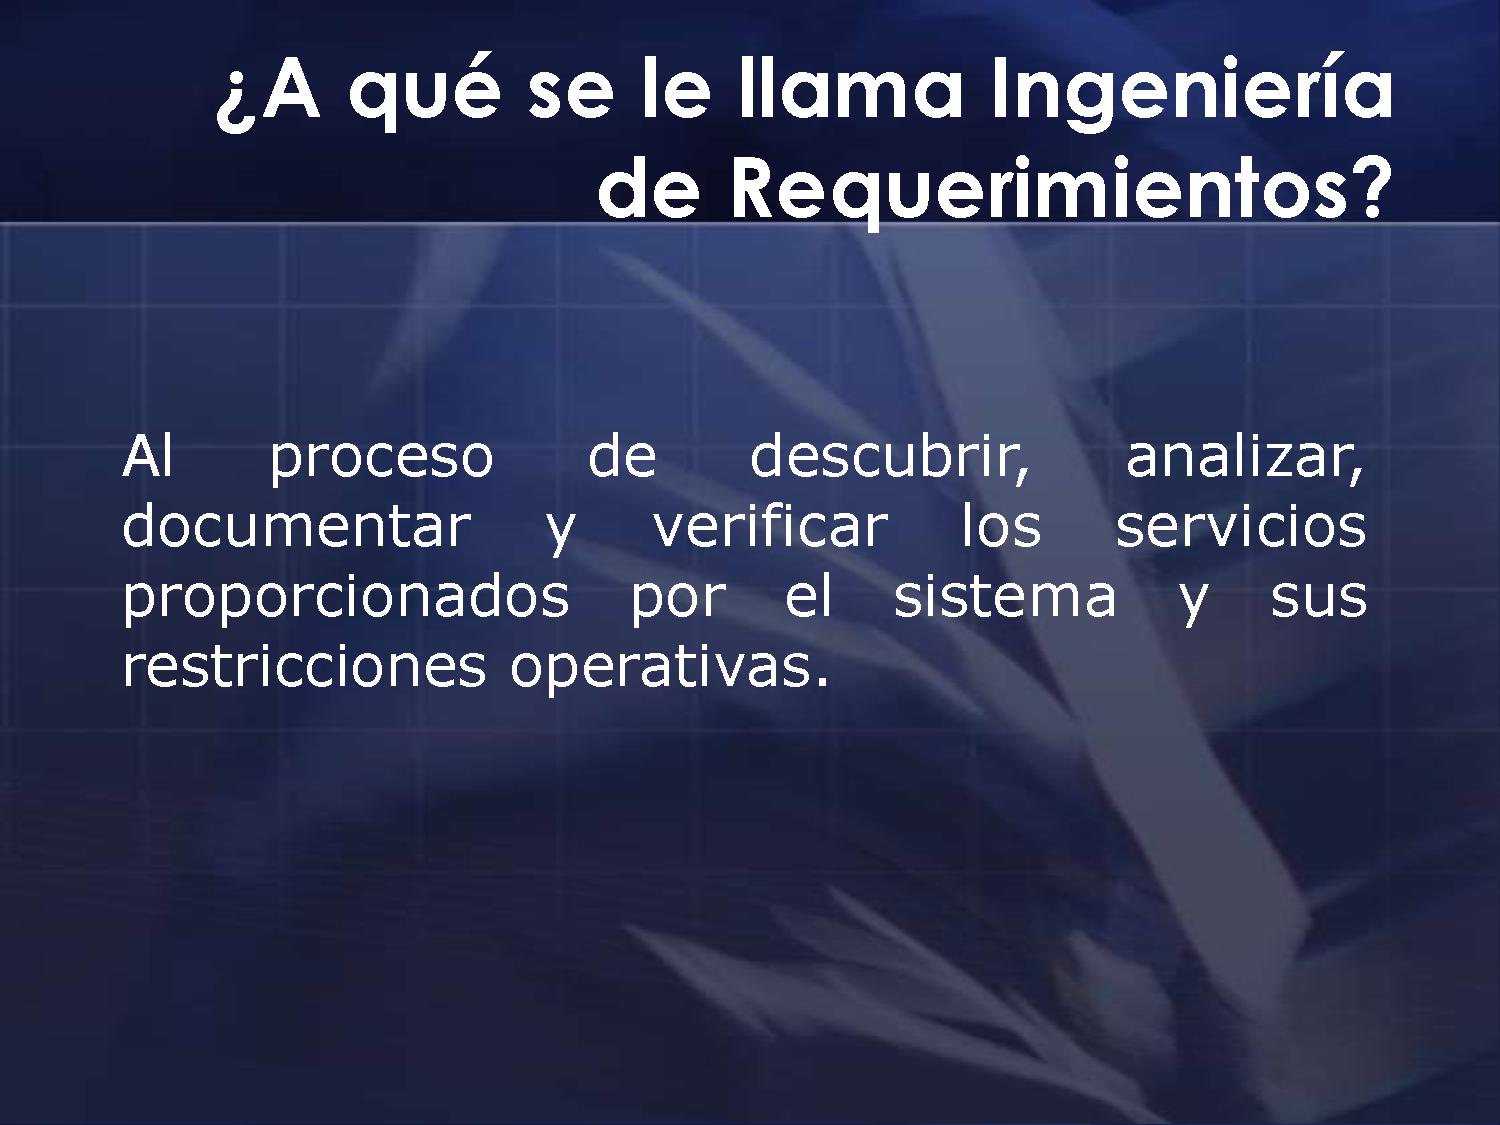 ¿A qué se le llama Ingeniería
de Requerimientos?
Al proceso de descubrir, analizar,
documentar y verificar los servicios
proporcionados por el sistema y sus
restricciones operativas.